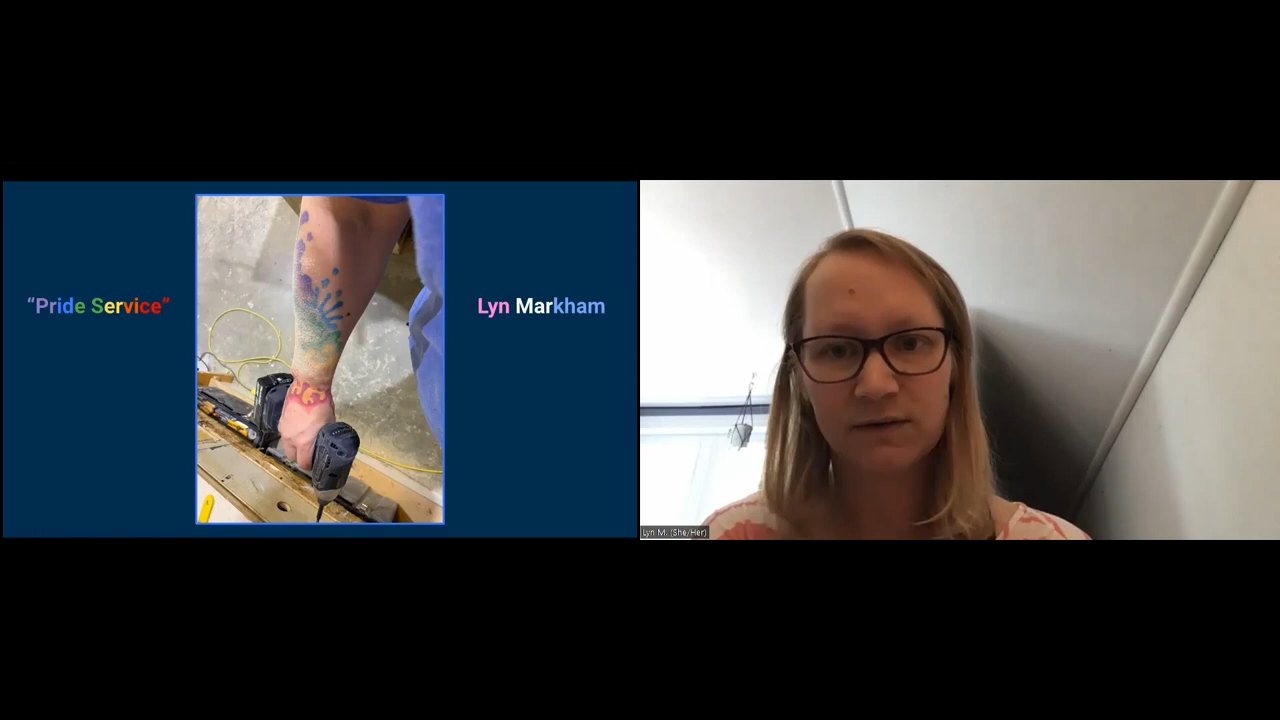 “Pride Service”
Lyn Markham
Lyn M. (She/Her)